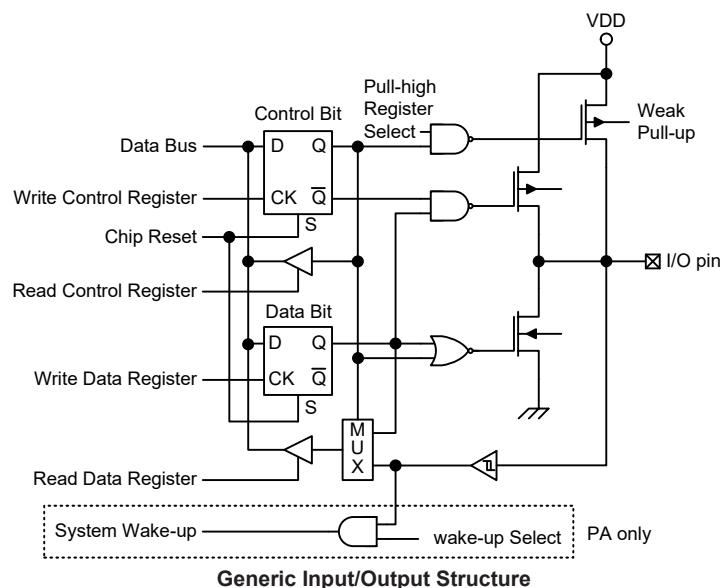 VDD
Pull-high
Register
Select
Weak
Pull-up
Control Bit
Data Bus
D
Q
Write Control Register
CK
Q
S
Chip Reset
I/O pin
Read Control Register
Data Bit
D
Q
Write Data Register
CK
Q
S
M
U
X
Read Data Register
System Wake-up
wake-up Select
PA only
Generic Input/Output Structure